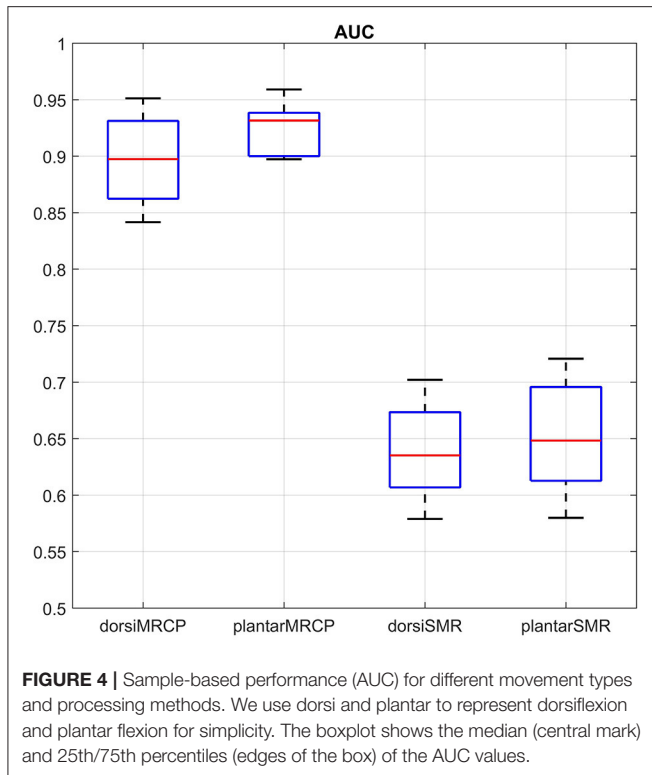 AUC
1
0.95
0.9
0.85
0.8
0.75
0.7
0.65
0.6
0.55
0.5
dorsiMRCP plantarMRCP dorsiSMR plantarSMR
FIGURE 4 | Sample-based performance (AUC) for different movement types
and processing methods. We use dorsi and plantar to represent dorsiflexion
and plantar flexion for simplicity. The boxplot shows the median (central mark)
and 25th/75th percentiles (edges of the box) of the AUC values.